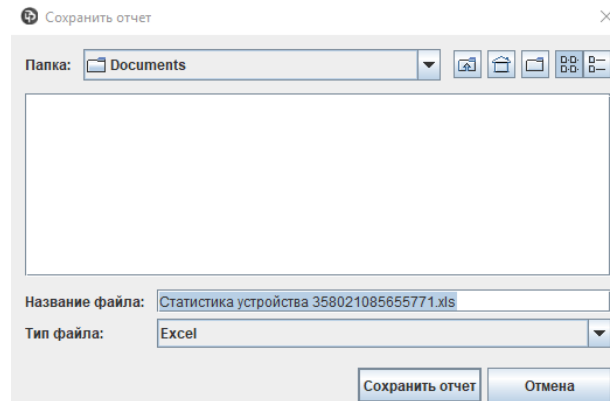 Сохранить отчет
Папка: Documents
Название файла: Статистика устройства 358021085655771.xls
Тип файла: Excel
Сохранить отчет Отмена